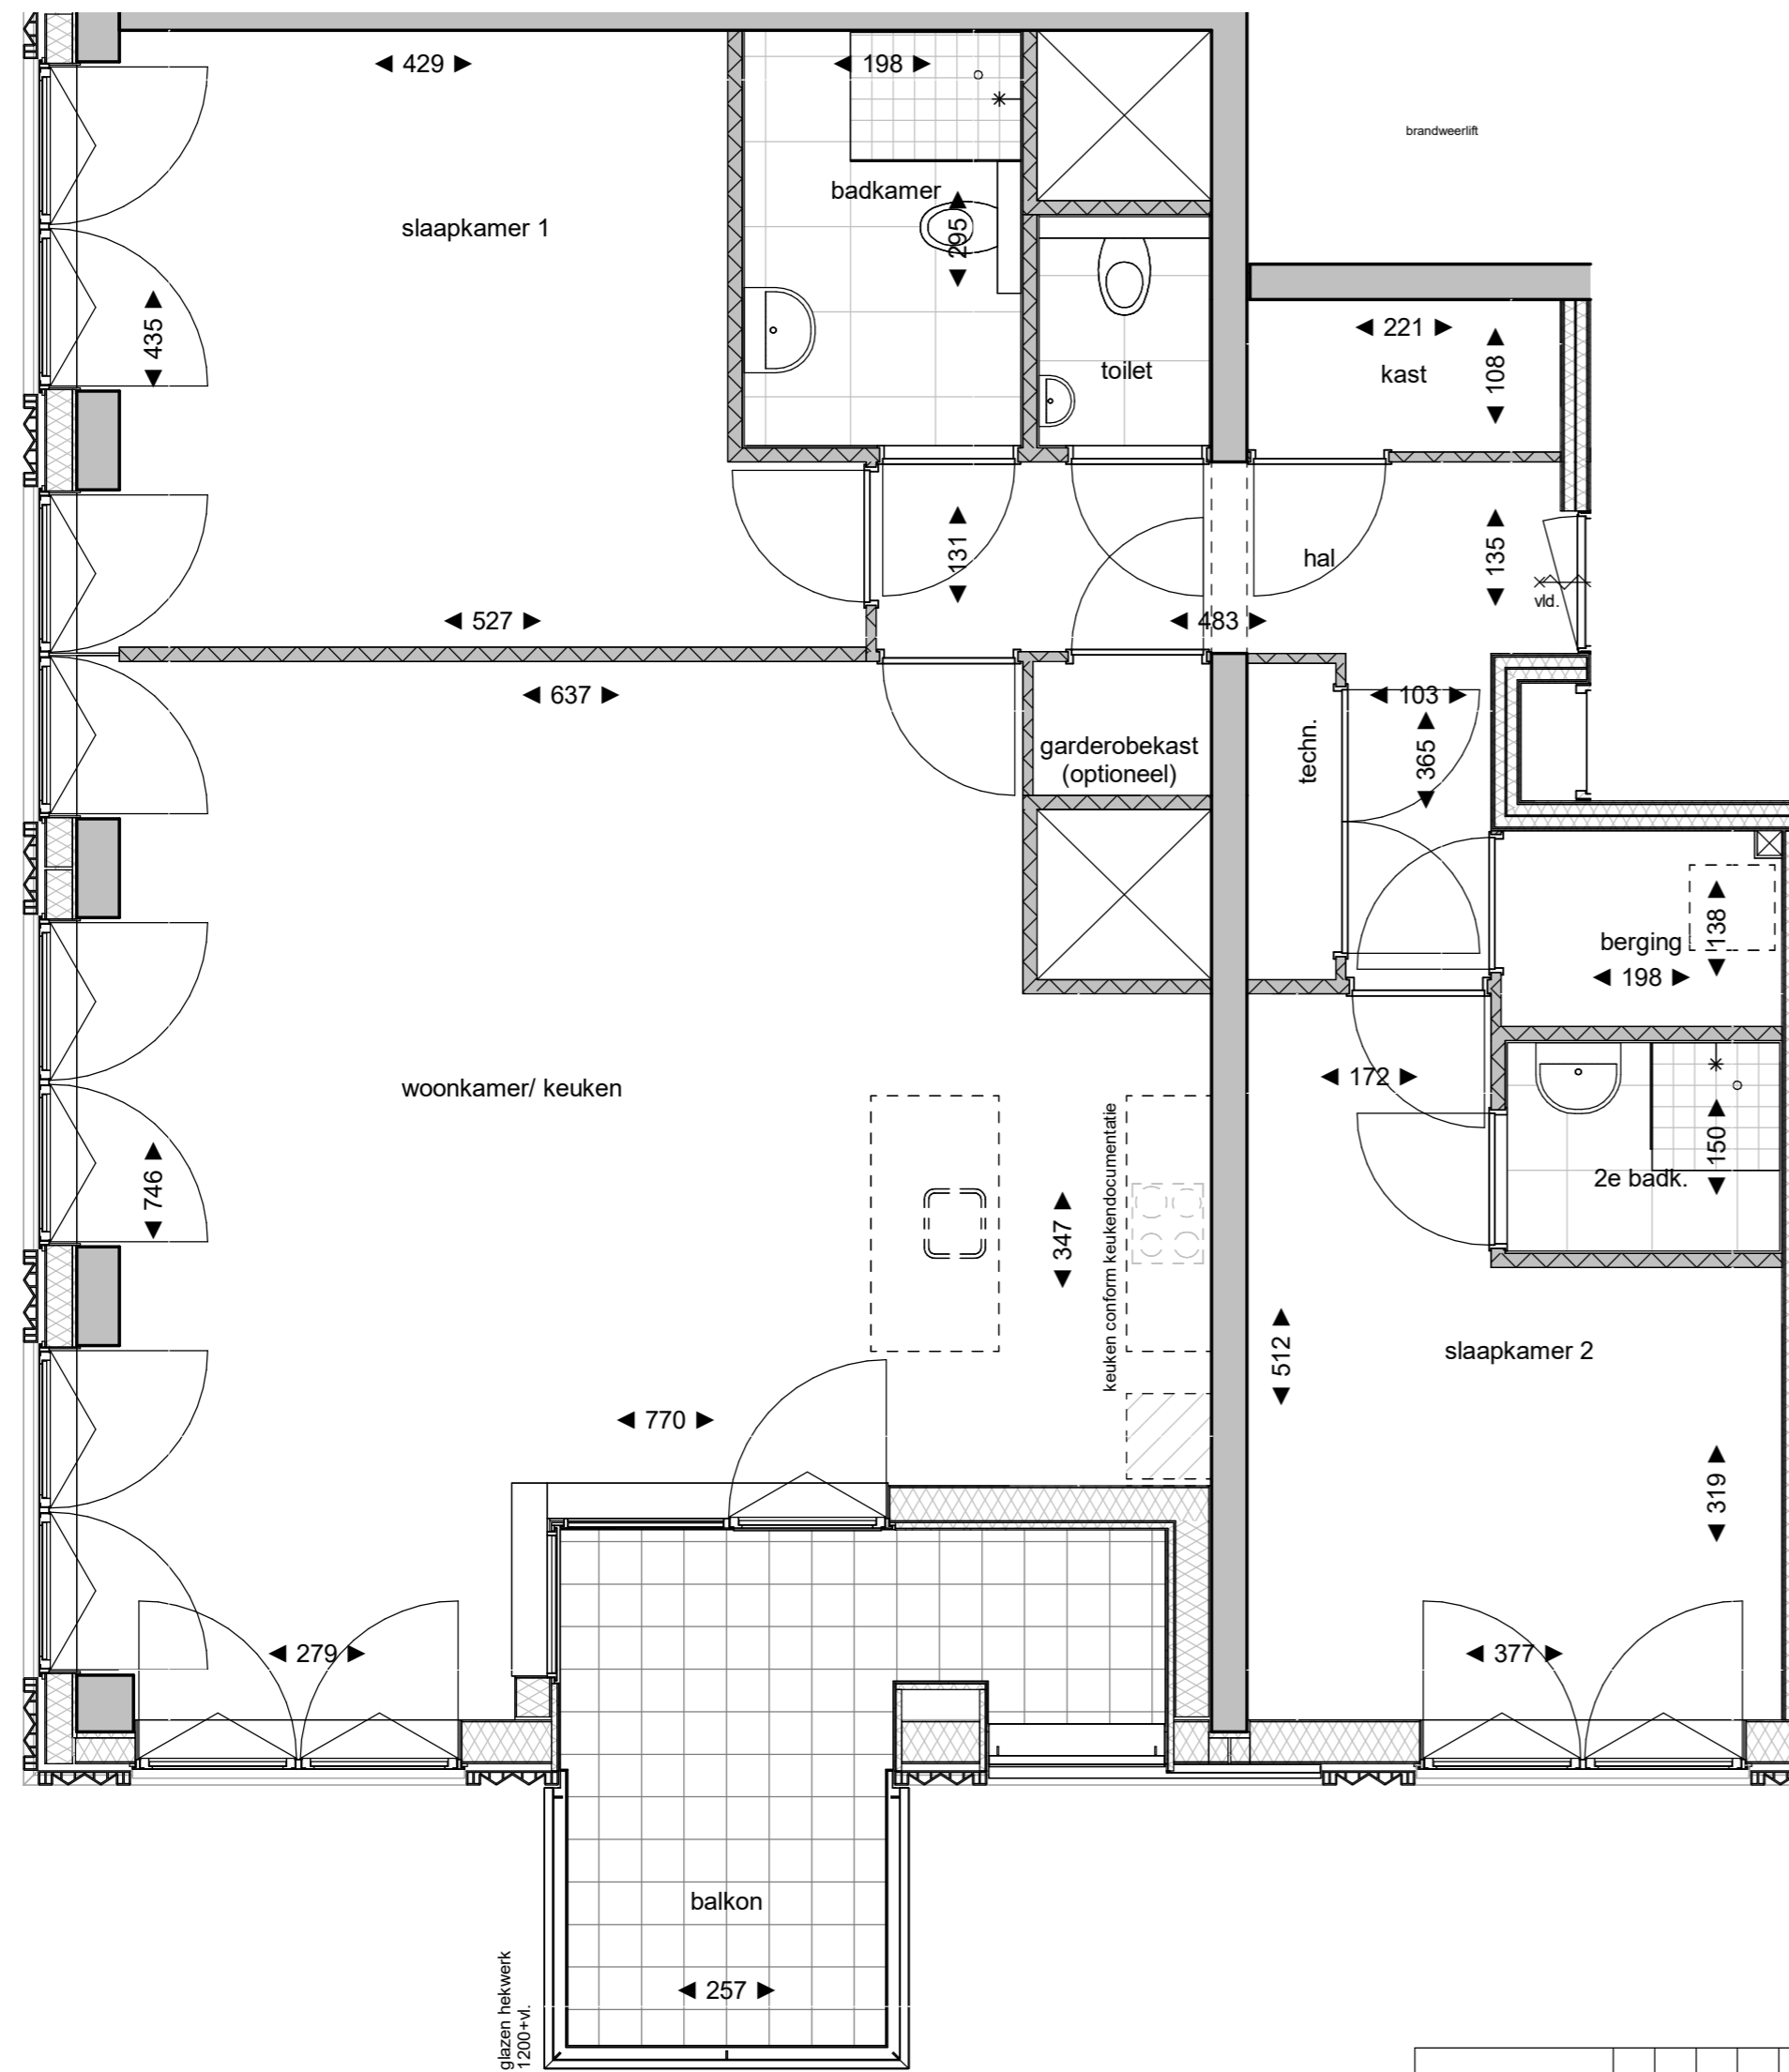 429
198
brandweerlift
badkamer
slaapkamer 1
295
435
221
kast
108
toilet
131
hal
135
vld.
527
483
637
103
garderobekast
(optioneel)
techn.
365
138
berging
198
woonkamer/ keuken
172
150
2e badk.
746
347
keuken conform keukendocumentatie
512
slaapkamer 2
770
319
279
377
balkon
257
glazen hekwerk
1200+vl.